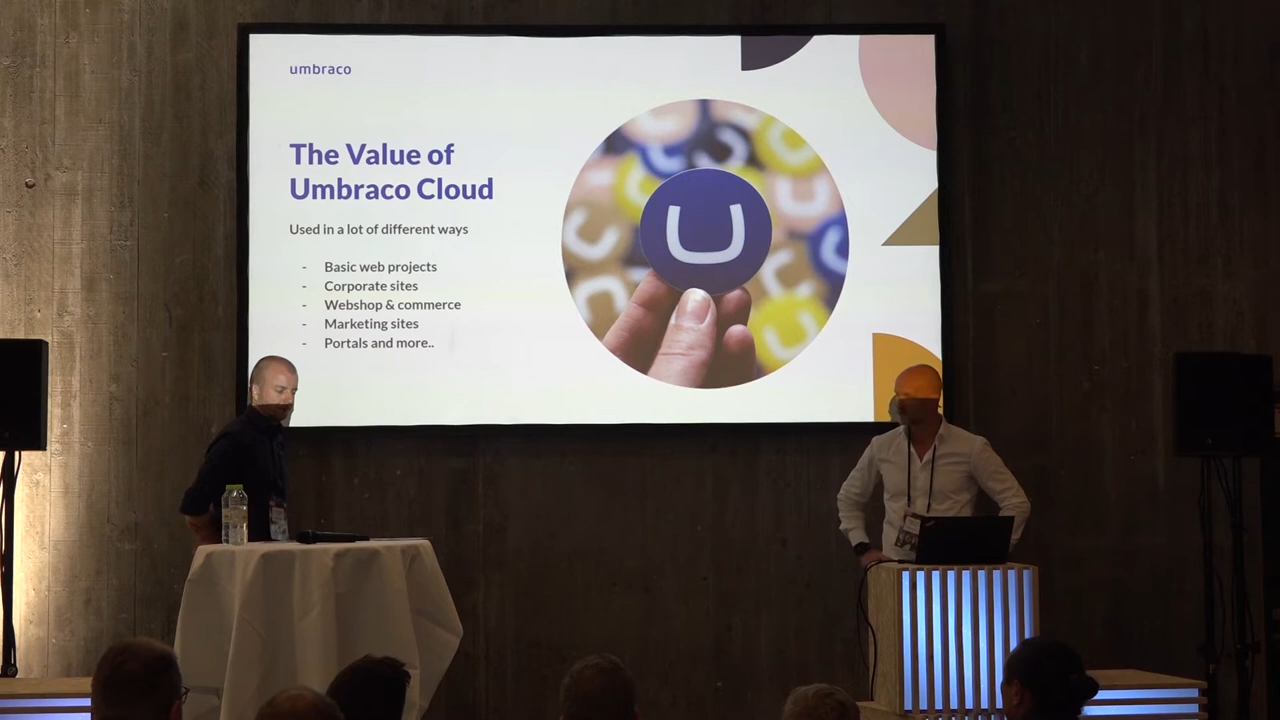 umbraco
The Value of
Umbraco Cloud
Used in a lot of different ways
- Basic web projects
- Corporate sites
- Webshop & commerce
- Marketing sites
- Portals and more..